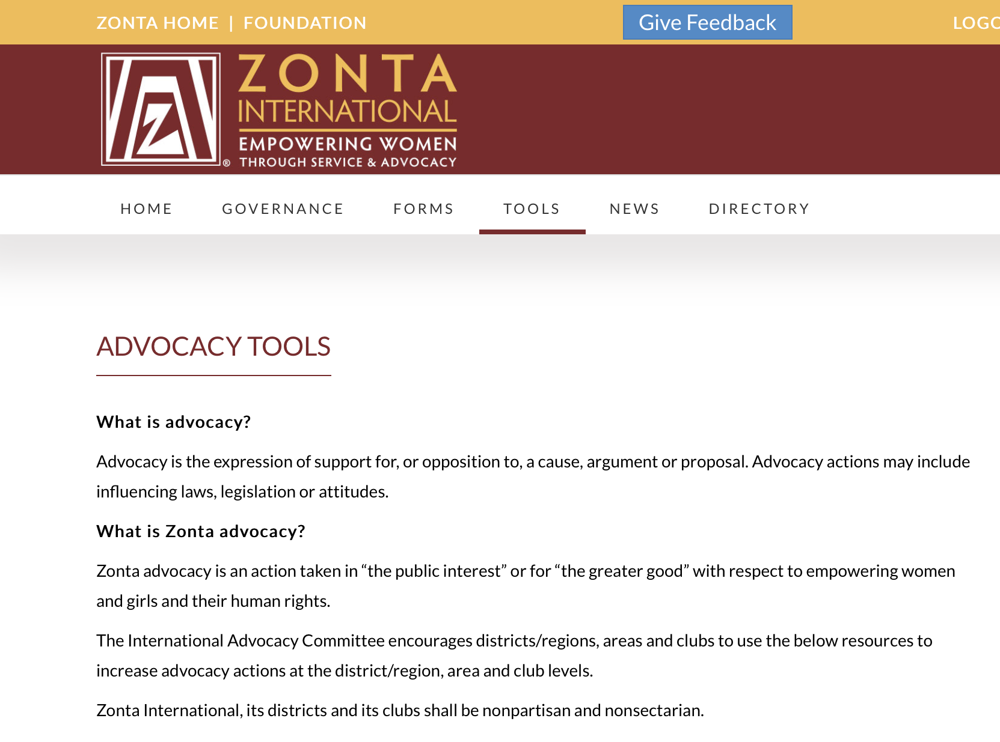 ZONTA HOME | FOUNDATION
Give Feedback
ZONTA
INTERNATIONAL
EMPOWERING WOMEN
THROUGH SERVICE & ADVOCACY
®
HOME GOVERNANCE FORMS TOOLS NEWS DIRECTORY
ADVOCACY TOOLS
What is advocacy?
Advocacy is the expression of support for, or opposition to, a cause, argument or proposal. Advocacy actions may include
influencing laws, legislation or attitudes.
What is Zonta advocacy?
Zonta advocacy is an action taken in “the public interest” or for “the greater good” with respect to empowering women
and girls and their human rights.
The International Advocacy Committee encourages districts/regions, areas and clubs to use the below resources to
increase advocacy actions at the district/region, area and club levels.
Zonta International, its districts and its clubs shall be nonpartisan and nonsectarian.